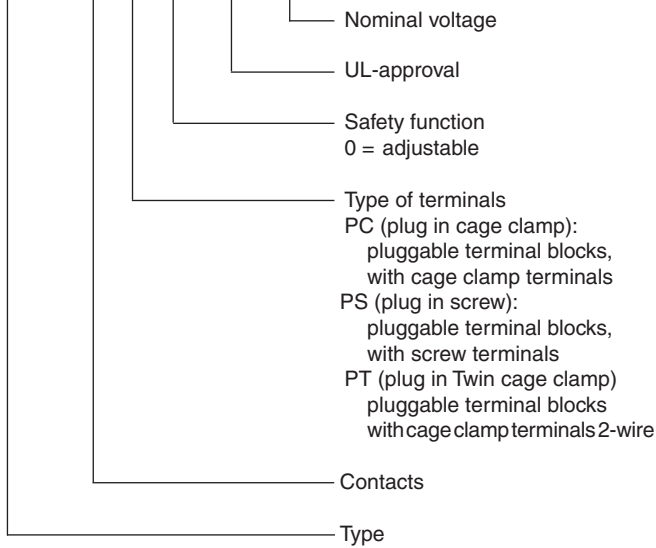 Nominal voltage
UL-approval
Safety function
0 = adjustable
Type of terminals
PC (plug in cage clamp):
pluggable terminal blocks,
with cage clamp terminals
PS (plug in screw):
pluggable terminal blocks,
with screw terminals
PT (plug in Twin cage clamp)
pluggable terminal blocks
with cage clamp terminals 2-wire
Contacts
Type